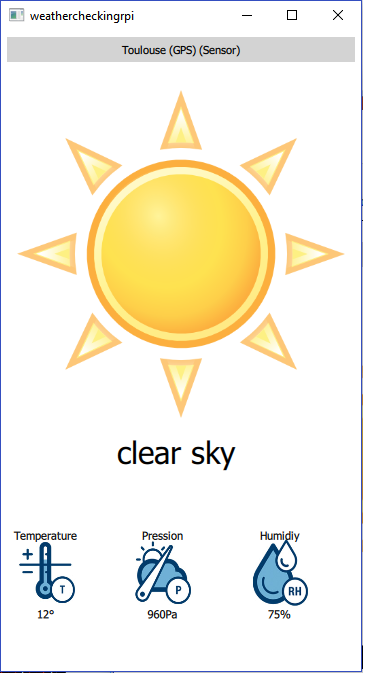 weathercheckingrpi
Toulouse (GPS) (Sensor)
clear sky
Temperature Pression Humidiy
T P RH
12° 960Pa 75%